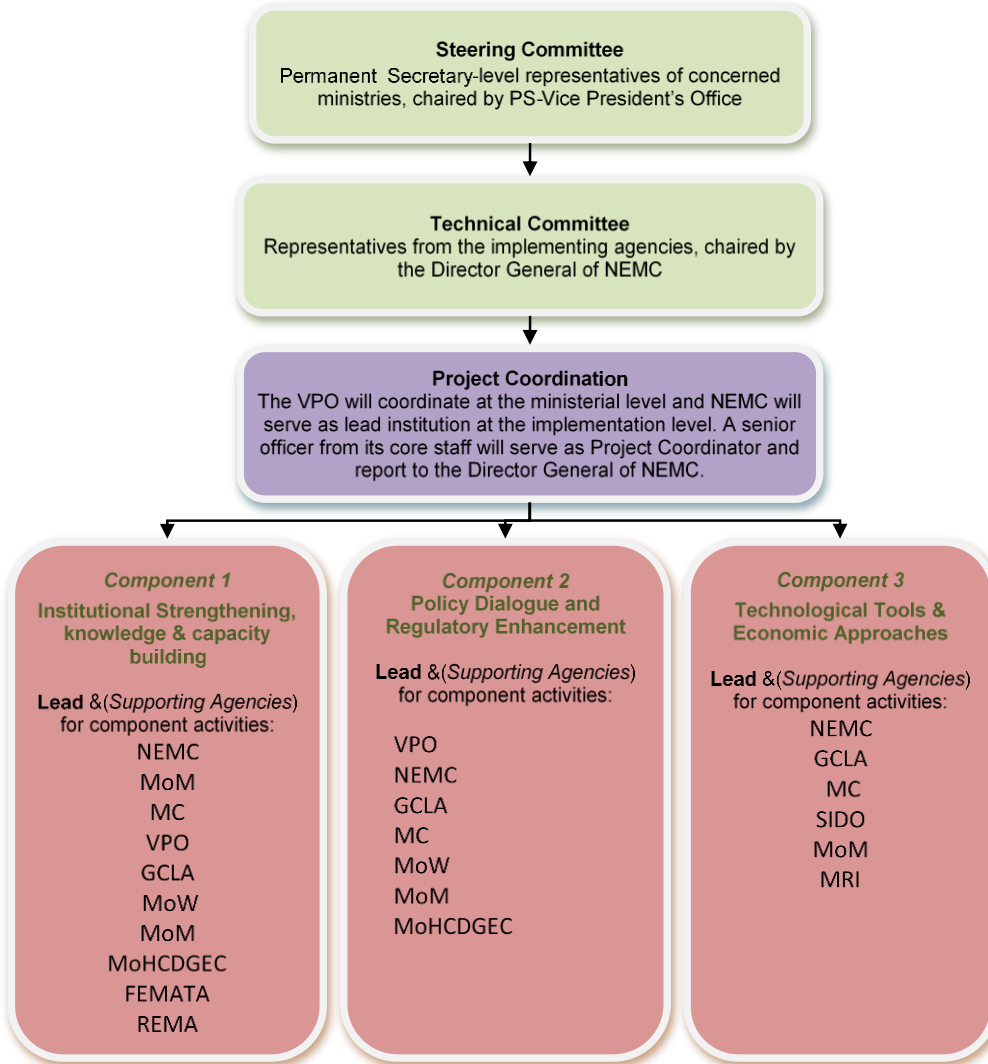 Steering Committee
Permanent Secretary-level representatives of concerned
ministries, chaired by PS-Vice President's Office
Technical Committee
Representatives from the implementing agencies, chaired by
the Director General of NEMC
Project Coordination
The VPO will coordinate at the ministerial level and NEMC will
serve as lead institution at the implementation level. A senior
officer from its core staff will serve as Project Coordinator and
report to the Director General of NEMC.
Component 1
Institutional Strengthening,
knowledge & capacity
building
Lead &(Supporting Agencies)
for component activities:
NEMC
MoM
MC
VPO
GCLA
MoW
MoM
MoHCDGEC
FEMATA
REMA
Component 2
Policy Dialogue and
Regulatory Enhancement
Lead &(Supporting Agencies)
for component activities:
VPO
NEMC
GCLA
MC
MoW
MoM
MoHCDGEC
Component 3
Technological Tools &
Economic Approaches
Lead &(Supporting Agencies)
for component activities:
NEMC
GCLA
MC
SIDO
MoM
MRI